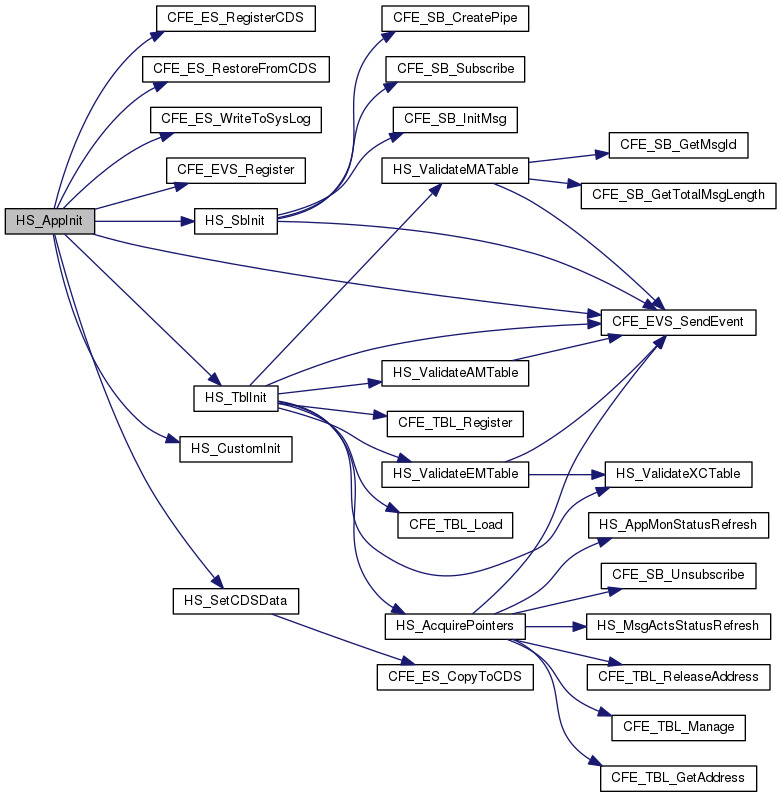 CFE_ES_RegisterCDS
CFE_SB_CreatePipe
CFE_ES_RestoreFromCDS
CFE_SB_Subscribe
CFE_ES_WriteToSysLog
CFE_SB_InitMsg
CFE_SB_GetMsgId
CFE_EVS_Register
HS_ValidateMATable
CFE_SB_GetTotalMsgLength
HS_AppInit
HS_SbInit
CFE_EVS_SendEvent
HS_ValidateAMTable
HS_TblInit
CFE_TBL_Register
HS_CustomInit
HS_ValidateEMTable
HS_ValidateXCTable
CFE_TBL_Load
HS_AppMonStatusRefresh
CFE_SB_Unsubscribe
HS_SetCDSData
HS_AcquirePointers
HS_MsgActsStatusRefresh
CFE_ES_CopyToCDS
CFE_TBL_ReleaseAddress
CFE_TBL_Manage
CFE_TBL_GetAddress